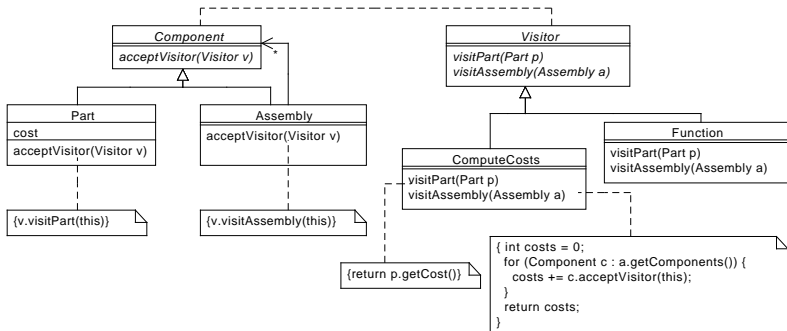 Component
acceptVisitor(Visitor v)
*
Visitor
visitPart(Part p)
visitAssembly(Assembly a)
Part
cost
acceptVisitor(Visitor v)
Assembly
acceptVisitor(Visitor v)
ComputeCosts
visitPart(Part p)
visitAssembly(Assembly a)
Function
visitPart(Part p)
visitAssembly(Assembly a)
{v.visitPart(this)}
{v.visitAssembly(this)}
{return p.getCost()}
{ int costs = 0;
for (Component c : a.getComponents()) {
costs += c.acceptVisitor(this);
}
return costs;
}